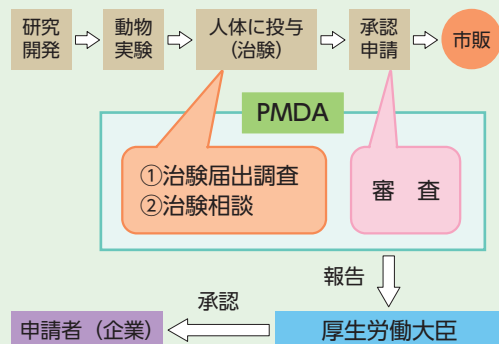 研究
開発
動物
実験
人体に投与
(治験)
承認
申請
市販
PMDA
①治験届出調査
②治験相談
審 査
報告
承認
申請者（企業）
厚生労働大臣